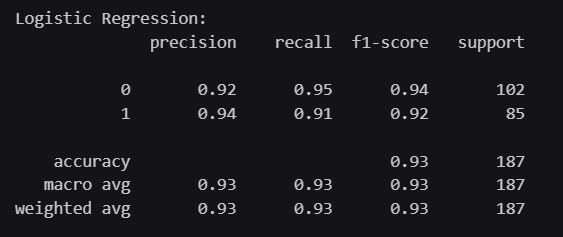 Logistic Regression:
precision recall f1-score support
0 0.92 0.95 0.94 102
1 0.94 0.91 0.92 85
accuracy 0.93 187
macro avg 0.93 0.93 0.93 187
weighted avg 0.93 0.93 0.93 187